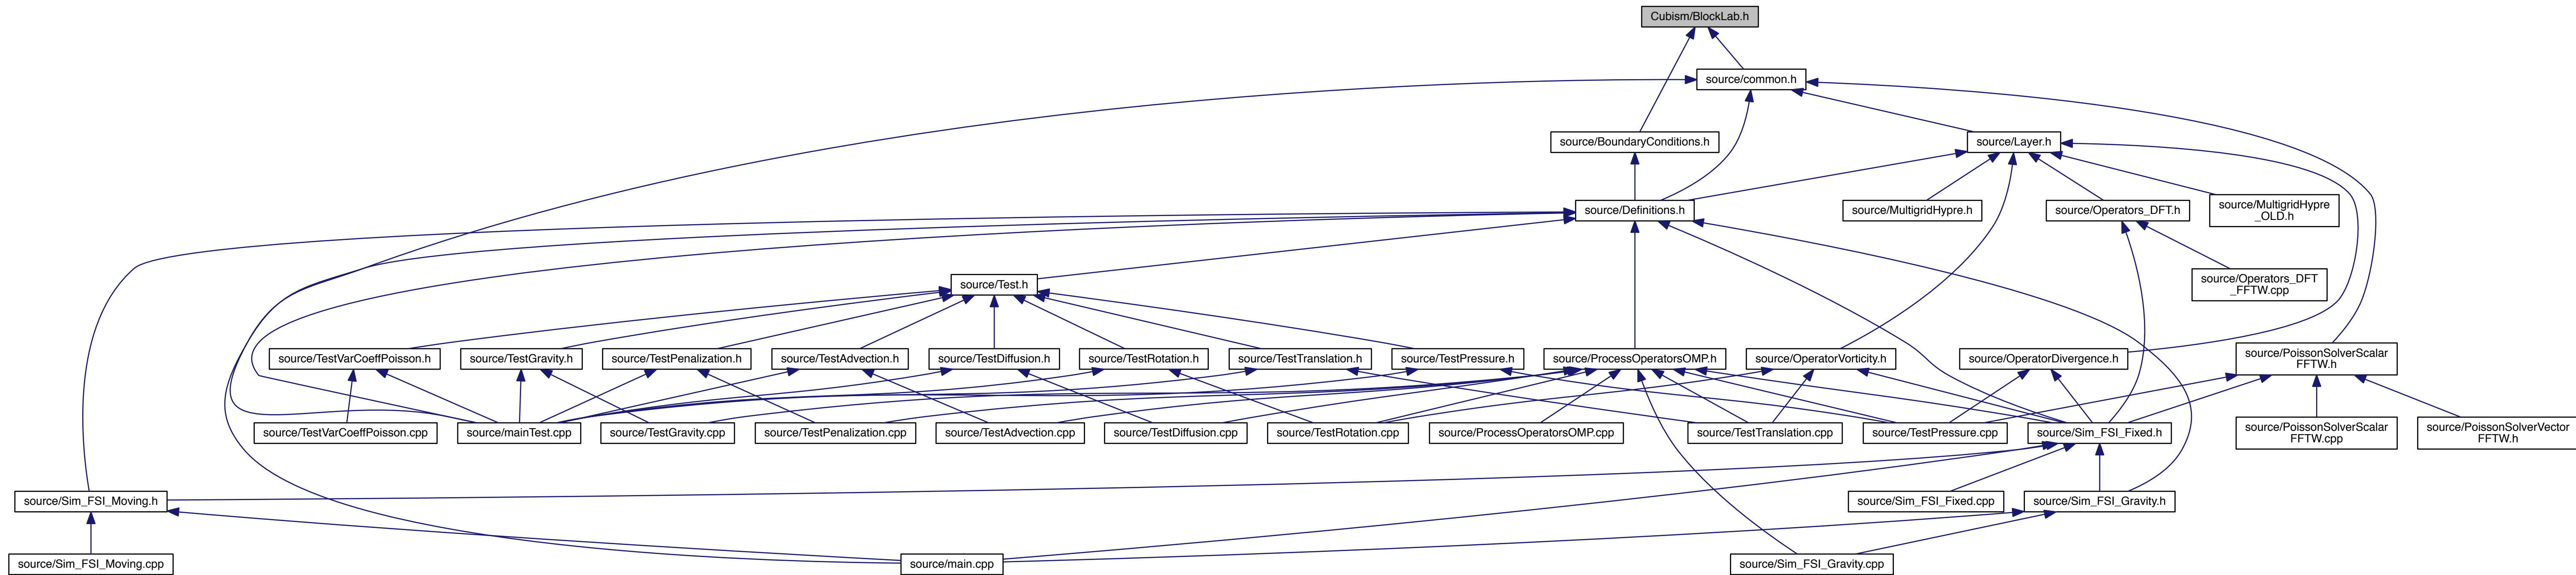 Cubism/BlockLab.h
source/common.h
source/BoundaryConditions.h
source/Layer.h
source/Definitions.h
source/MultigridHypre.h
source/Operators_DFT.h
source/MultigridHypre
_OLD.h
source/Test.h
source/Operators_DFT
_FFTW.cpp
source/TestVarCoeffPoisson.h
source/TestGravity.h
source/TestPenalization.h
source/TestAdvection.h
source/TestDiffusion.h
source/TestRotation.h
source/TestTranslation.h
source/TestPressure.h
source/ProcessOperatorsOMP.h
source/OperatorVorticity.h
source/OperatorDivergence.h
source/PoissonSolverScalar
FFTW.h
source/TestVarCoeffPoisson.cpp
source/mainTest.cpp
source/TestGravity.cpp
source/TestPenalization.cpp
source/TestAdvection.cpp
source/TestDiffusion.cpp
source/TestRotation.cpp
source/ProcessOperatorsOMP.cpp
source/TestTranslation.cpp
source/TestPressure.cpp
source/Sim_FSI_Fixed.h
source/PoissonSolverScalar
FFTW.cpp
source/PoissonSolverVector
FFTW.h
source/Sim_FSI_Moving.h
source/Sim_FSI_Fixed.cpp
source/Sim_FSI_Gravity.h
source/Sim_FSI_Moving.cpp
source/main.cpp
source/Sim_FSI_Gravity.cpp